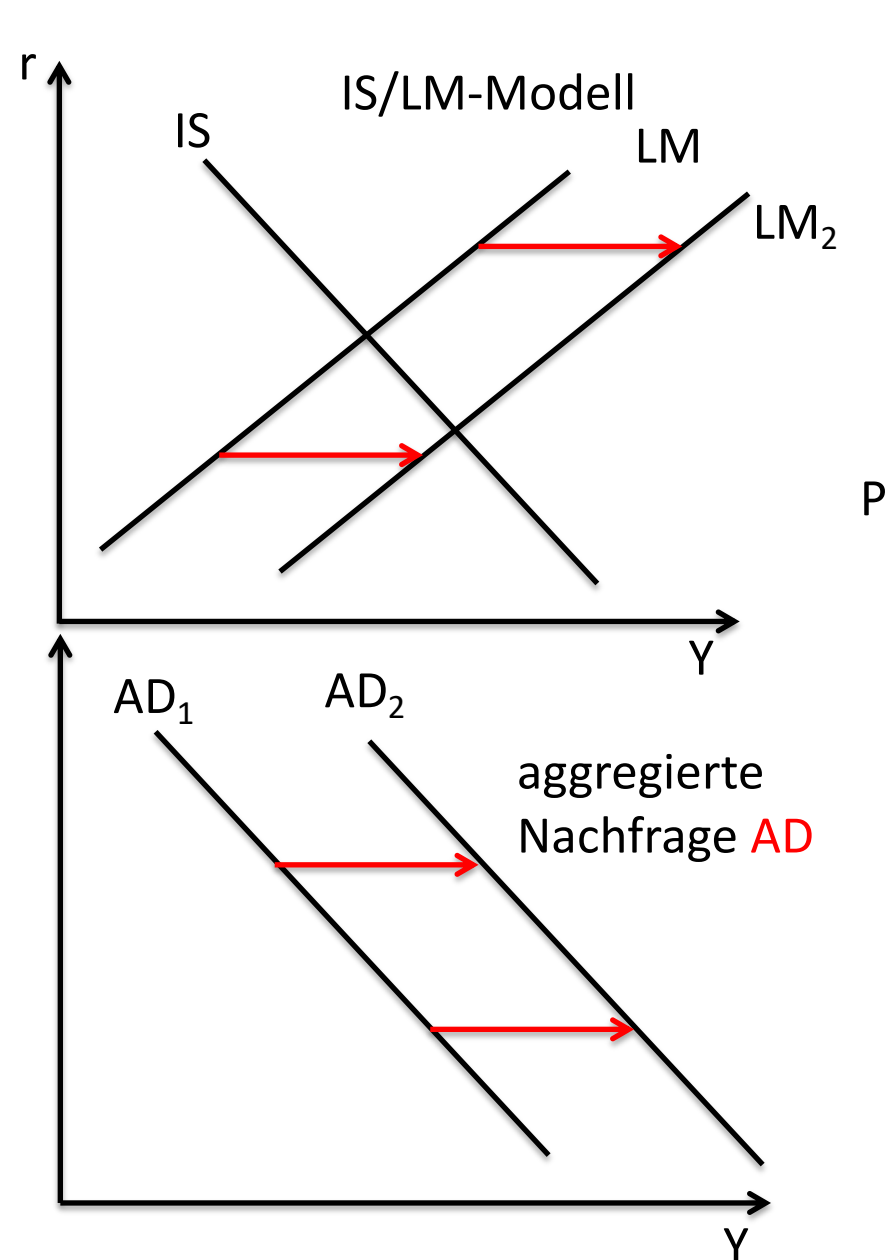 r
IS/LM-Modell
IS
LM
LM₂
P
Y
AD₁
AD₂
aggregierte
Nachfrage AD
Y